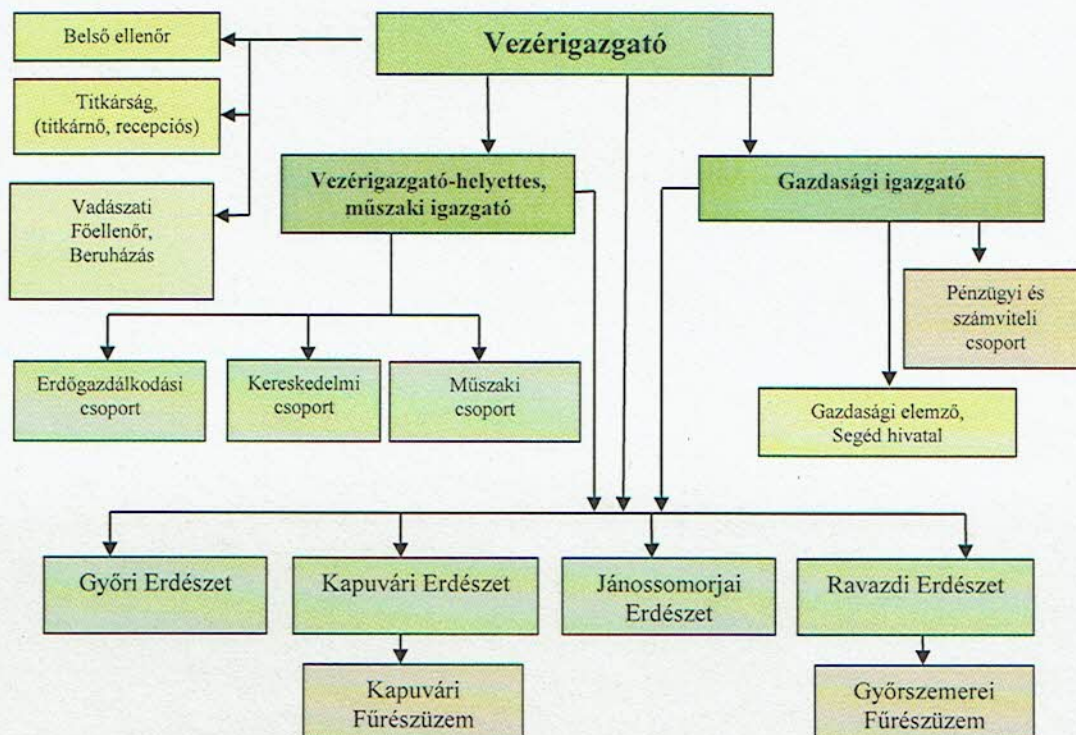 Vezérigazgató
Belső ellenőr
Titkárság,
(titkárnő, recepciós)
Vadászati
Főellenőr,
Beruházás
Vezérigazgató-helyettes,
műszaki igazgató
Gazdasági igazgató
Pénzügyi és
számviteli
csoport
Erdőgazdálkodási
csoport
Kereskedelmi
csoport
Műszaki
csoport
Gazdasági elemző,
Segéd hivatal
Győri Erdészet
Kapuvári Erdészet
Jánossomorjai
Erdészet
Ravazdi Erdészet
Kapuvári
Fűrészüzem
Győrszemerei
Fűrészüzem